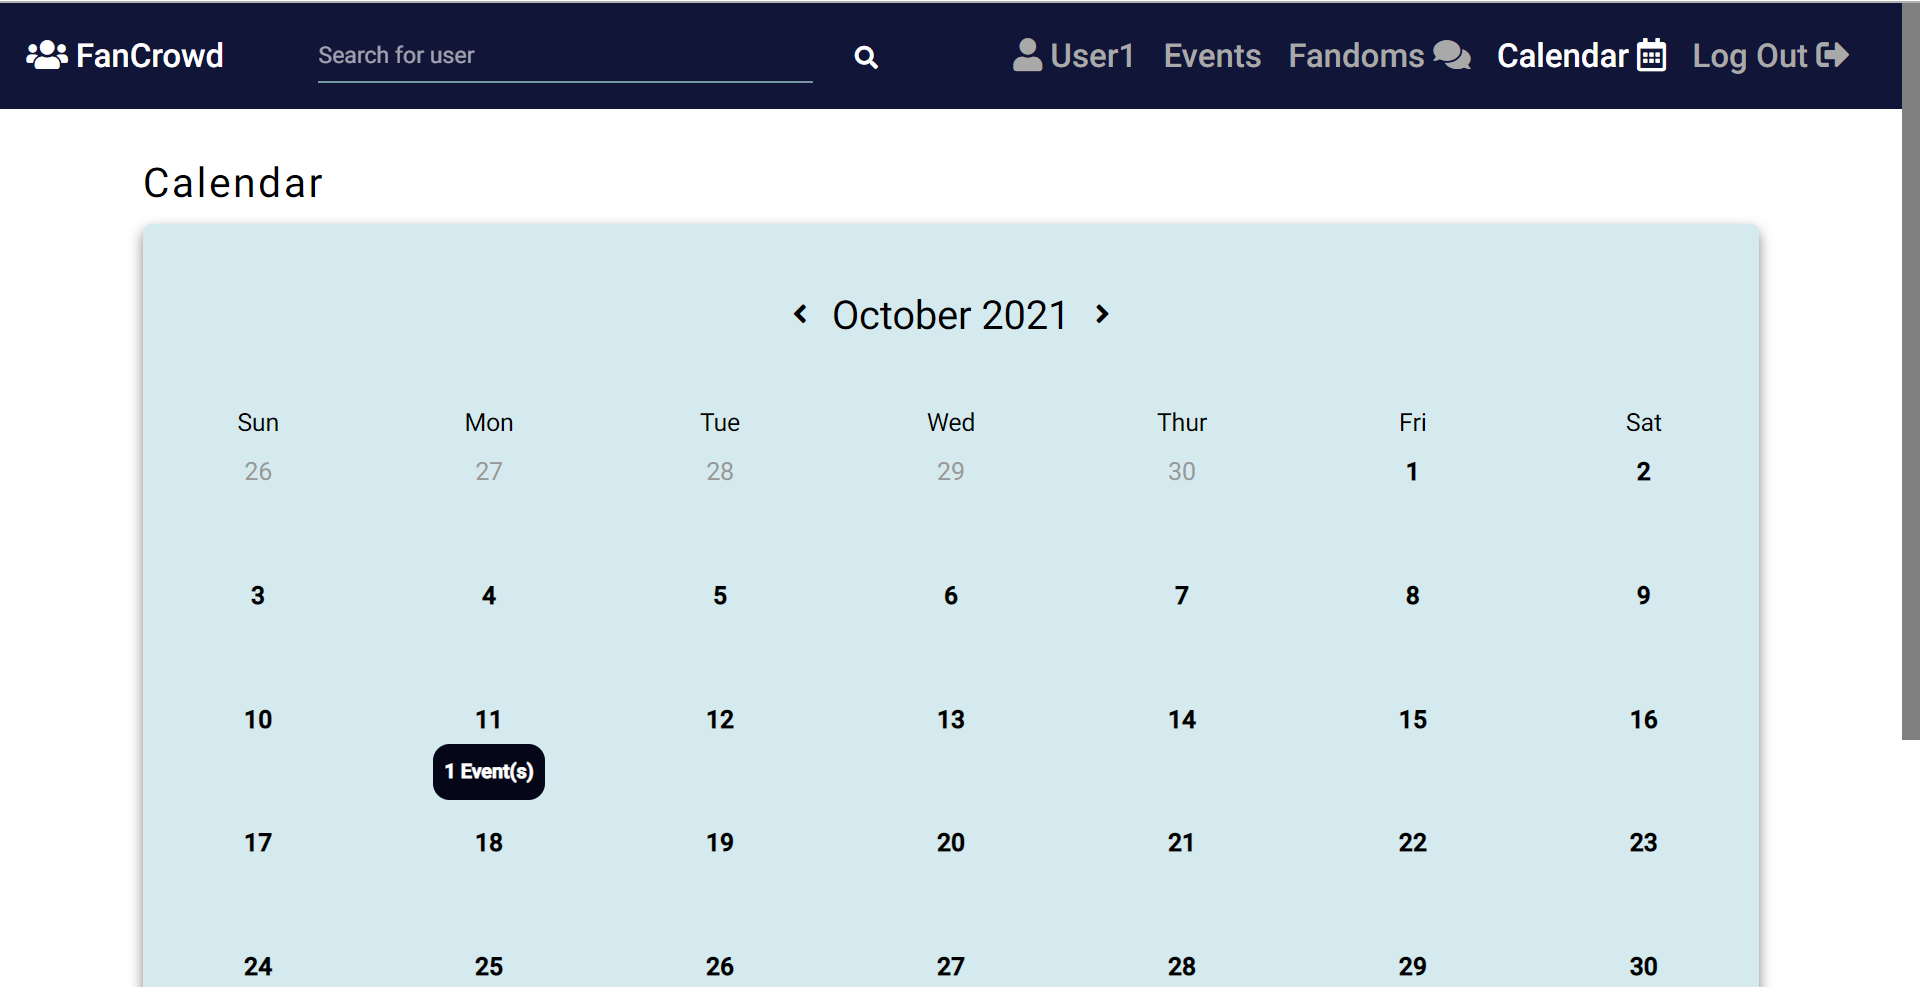 FanCrowd Search for user User1 Events Fandoms Calendar Log Out
Calendar
October 2021
Sun Mon Tue Wed Thur Fri Sat
26 27 28 29 30 1 2
3 4 5 6 7 8 9
10 11 12 13 14 15 16
1 Event(s)
17 18 19 20 21 22 23
24 25 26 27 28 29 30